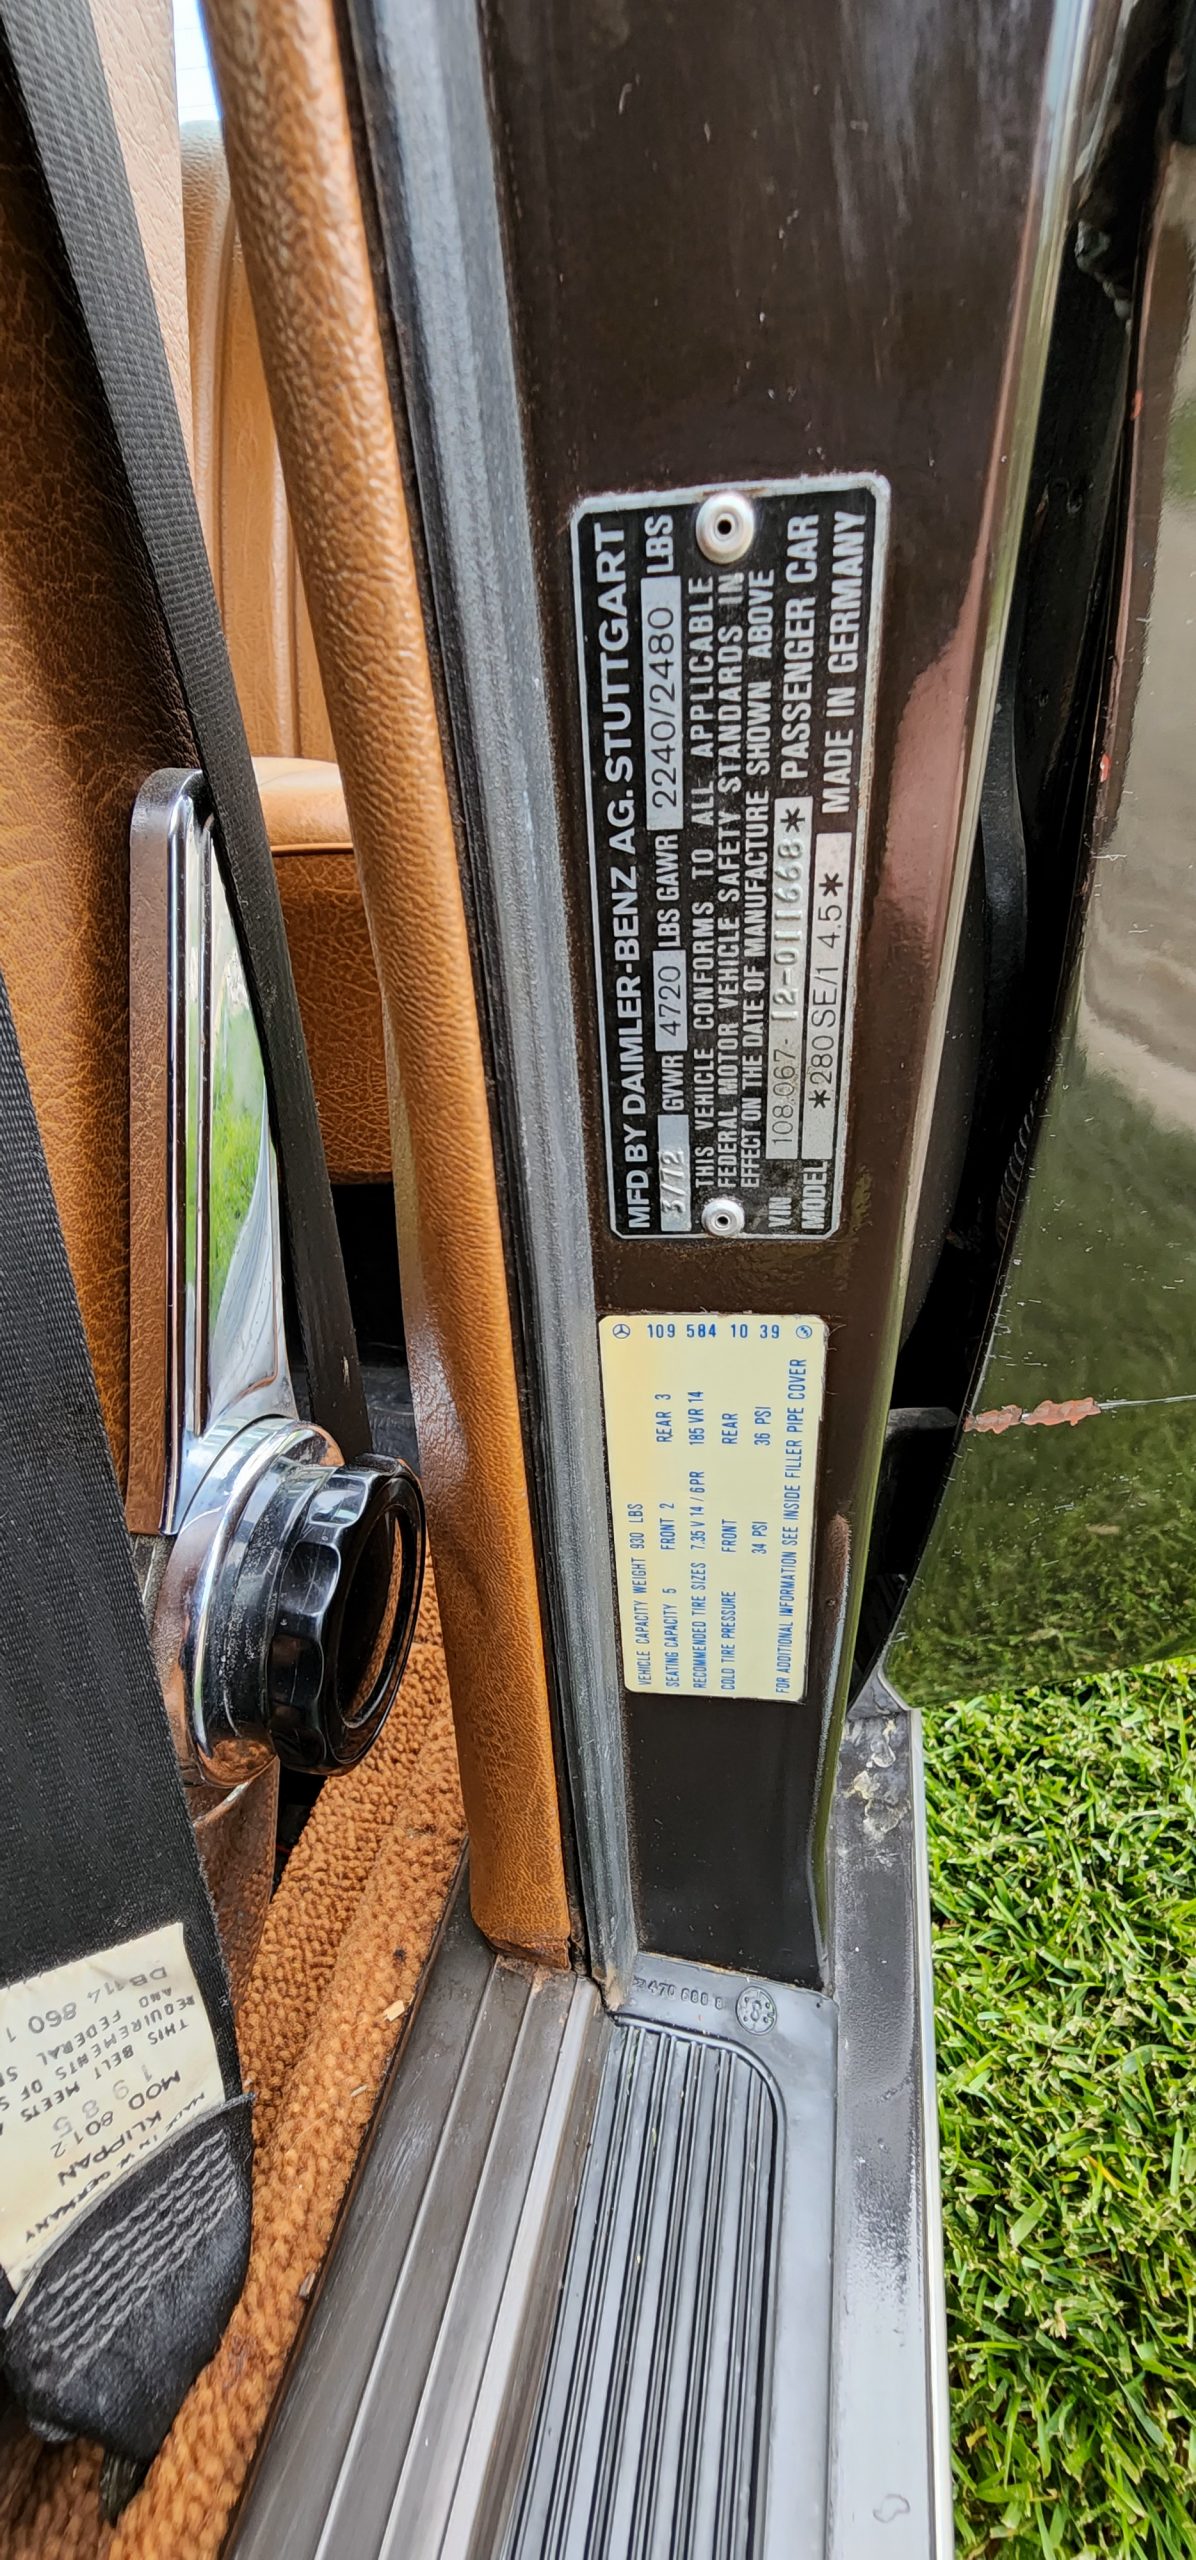 MFD BY DAIMLER-BENZ AG. STUTTGART
3/72 GVWR 4720 LBS GAWR 2240/2480 LBS
THIS VEHICLE CONFORMS TO ALL APPLICABLE
FEDERAL MOTOR VEHICLE SAFETY STANDARDS IN
EFFECT ON THE DATE OF MANUFACTURE SHOWN ABOVE
VIN 108.067- 12-011668* PASSENGER CAR
MODEL *280 SE/1 4.5* MADE IN GERMANY
109 584 10 39
VEHICLE CAPACITY WEIGHT 930 LBS
SEATING CAPACITY 5 FRONT 2 REAR 3
RECOMMENDED TIRE SIZES 7.35 V 14 / 6PR 185 VR 14
COLD TIRE PRESSURE FRONT REAR
34 PSI 36 PSI
FOR ADDITIONAL INFORMATION SEE INSIDE FILLER PIPE COVER
MADE IN W. GERMANY
KLIPPAN
MOD 8012
1985
THIS BELT MEETS
REQUIREMENTS OF
AND FEDERAL
DB114 860 1